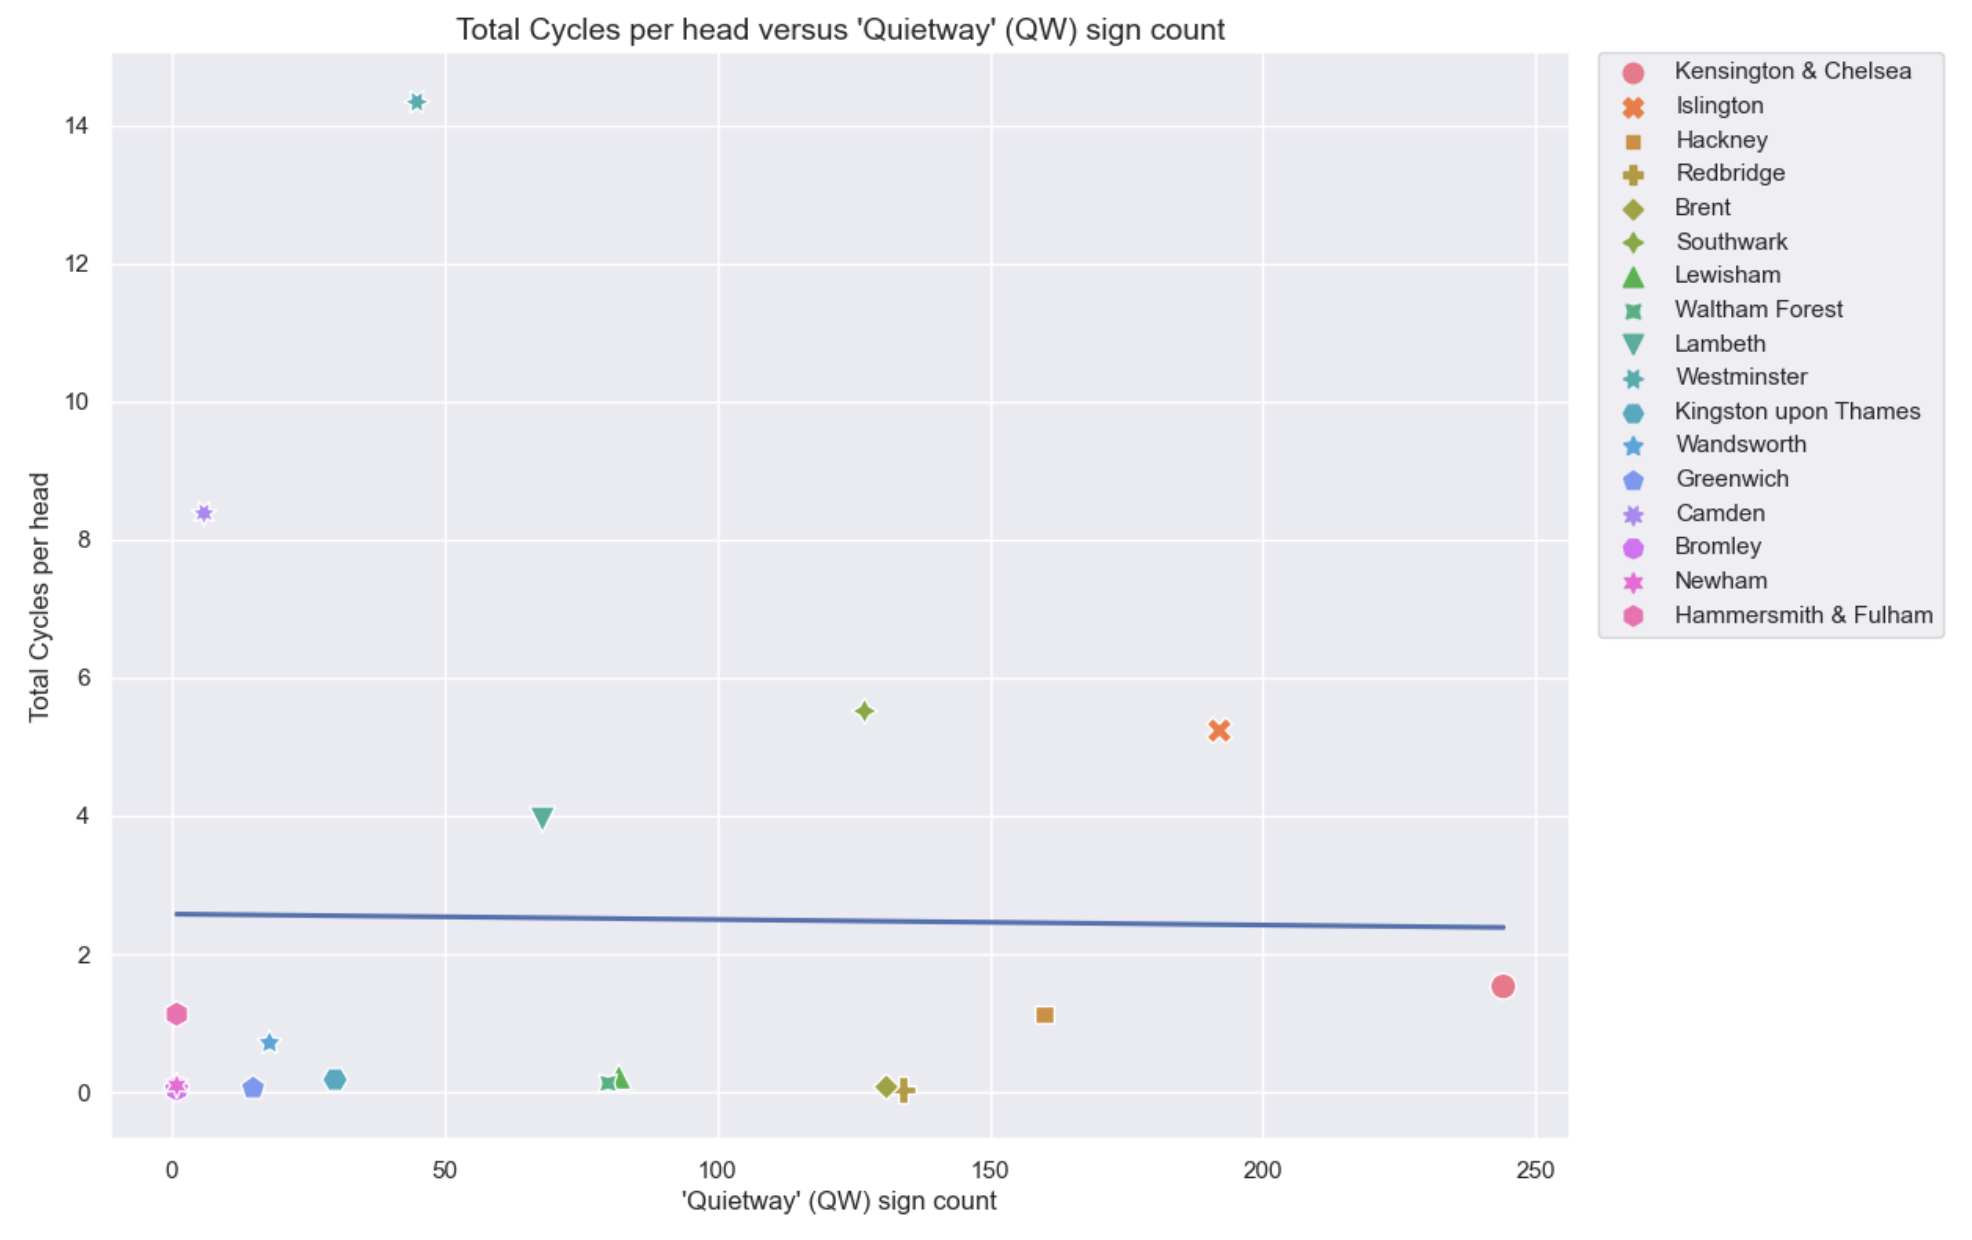 Total Cycles per head versus 'Quietway' (QW) sign count
Total Cycles per head
14
12
10
8
6
4
2
0
0 50 100 150 200 250
'Quietway' (QW) sign count
Kensington & Chelsea
Islington
Hackney
Redbridge
Brent
Southwark
Lewisham
Waltham Forest
Lambeth
Westminster
Kingston upon Thames
Wandsworth
Greenwich
Camden
Bromley
Newham
Hammersmith & Fulham